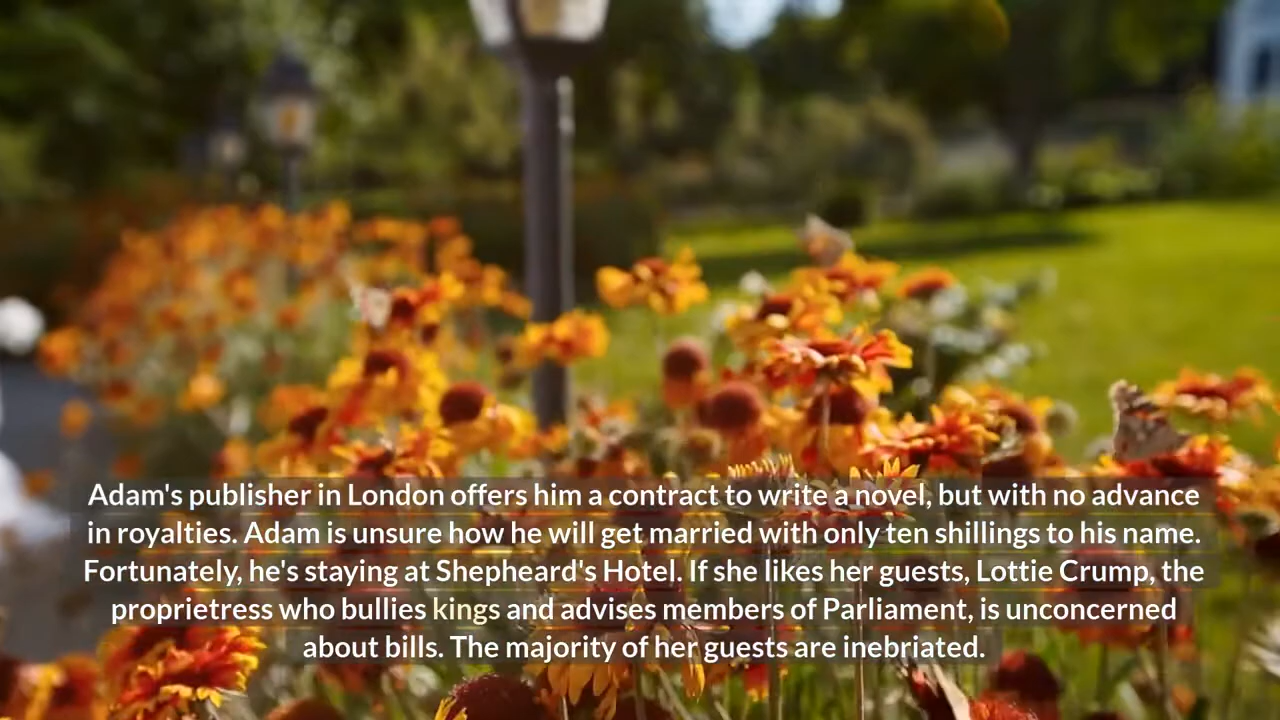 Adam's publisher in London offers him a contract to write a novel, but with no advance
in royalties. Adam is unsure how he will get married with only ten shillings to his name.
Fortunately, he's staying at Shepheard's Hotel. If she likes her guests, Lottie Crump, the
proprietress who bullies kings and advises members of Parliament, is unconcerned
about bills. The majority of her guests are inebriated.